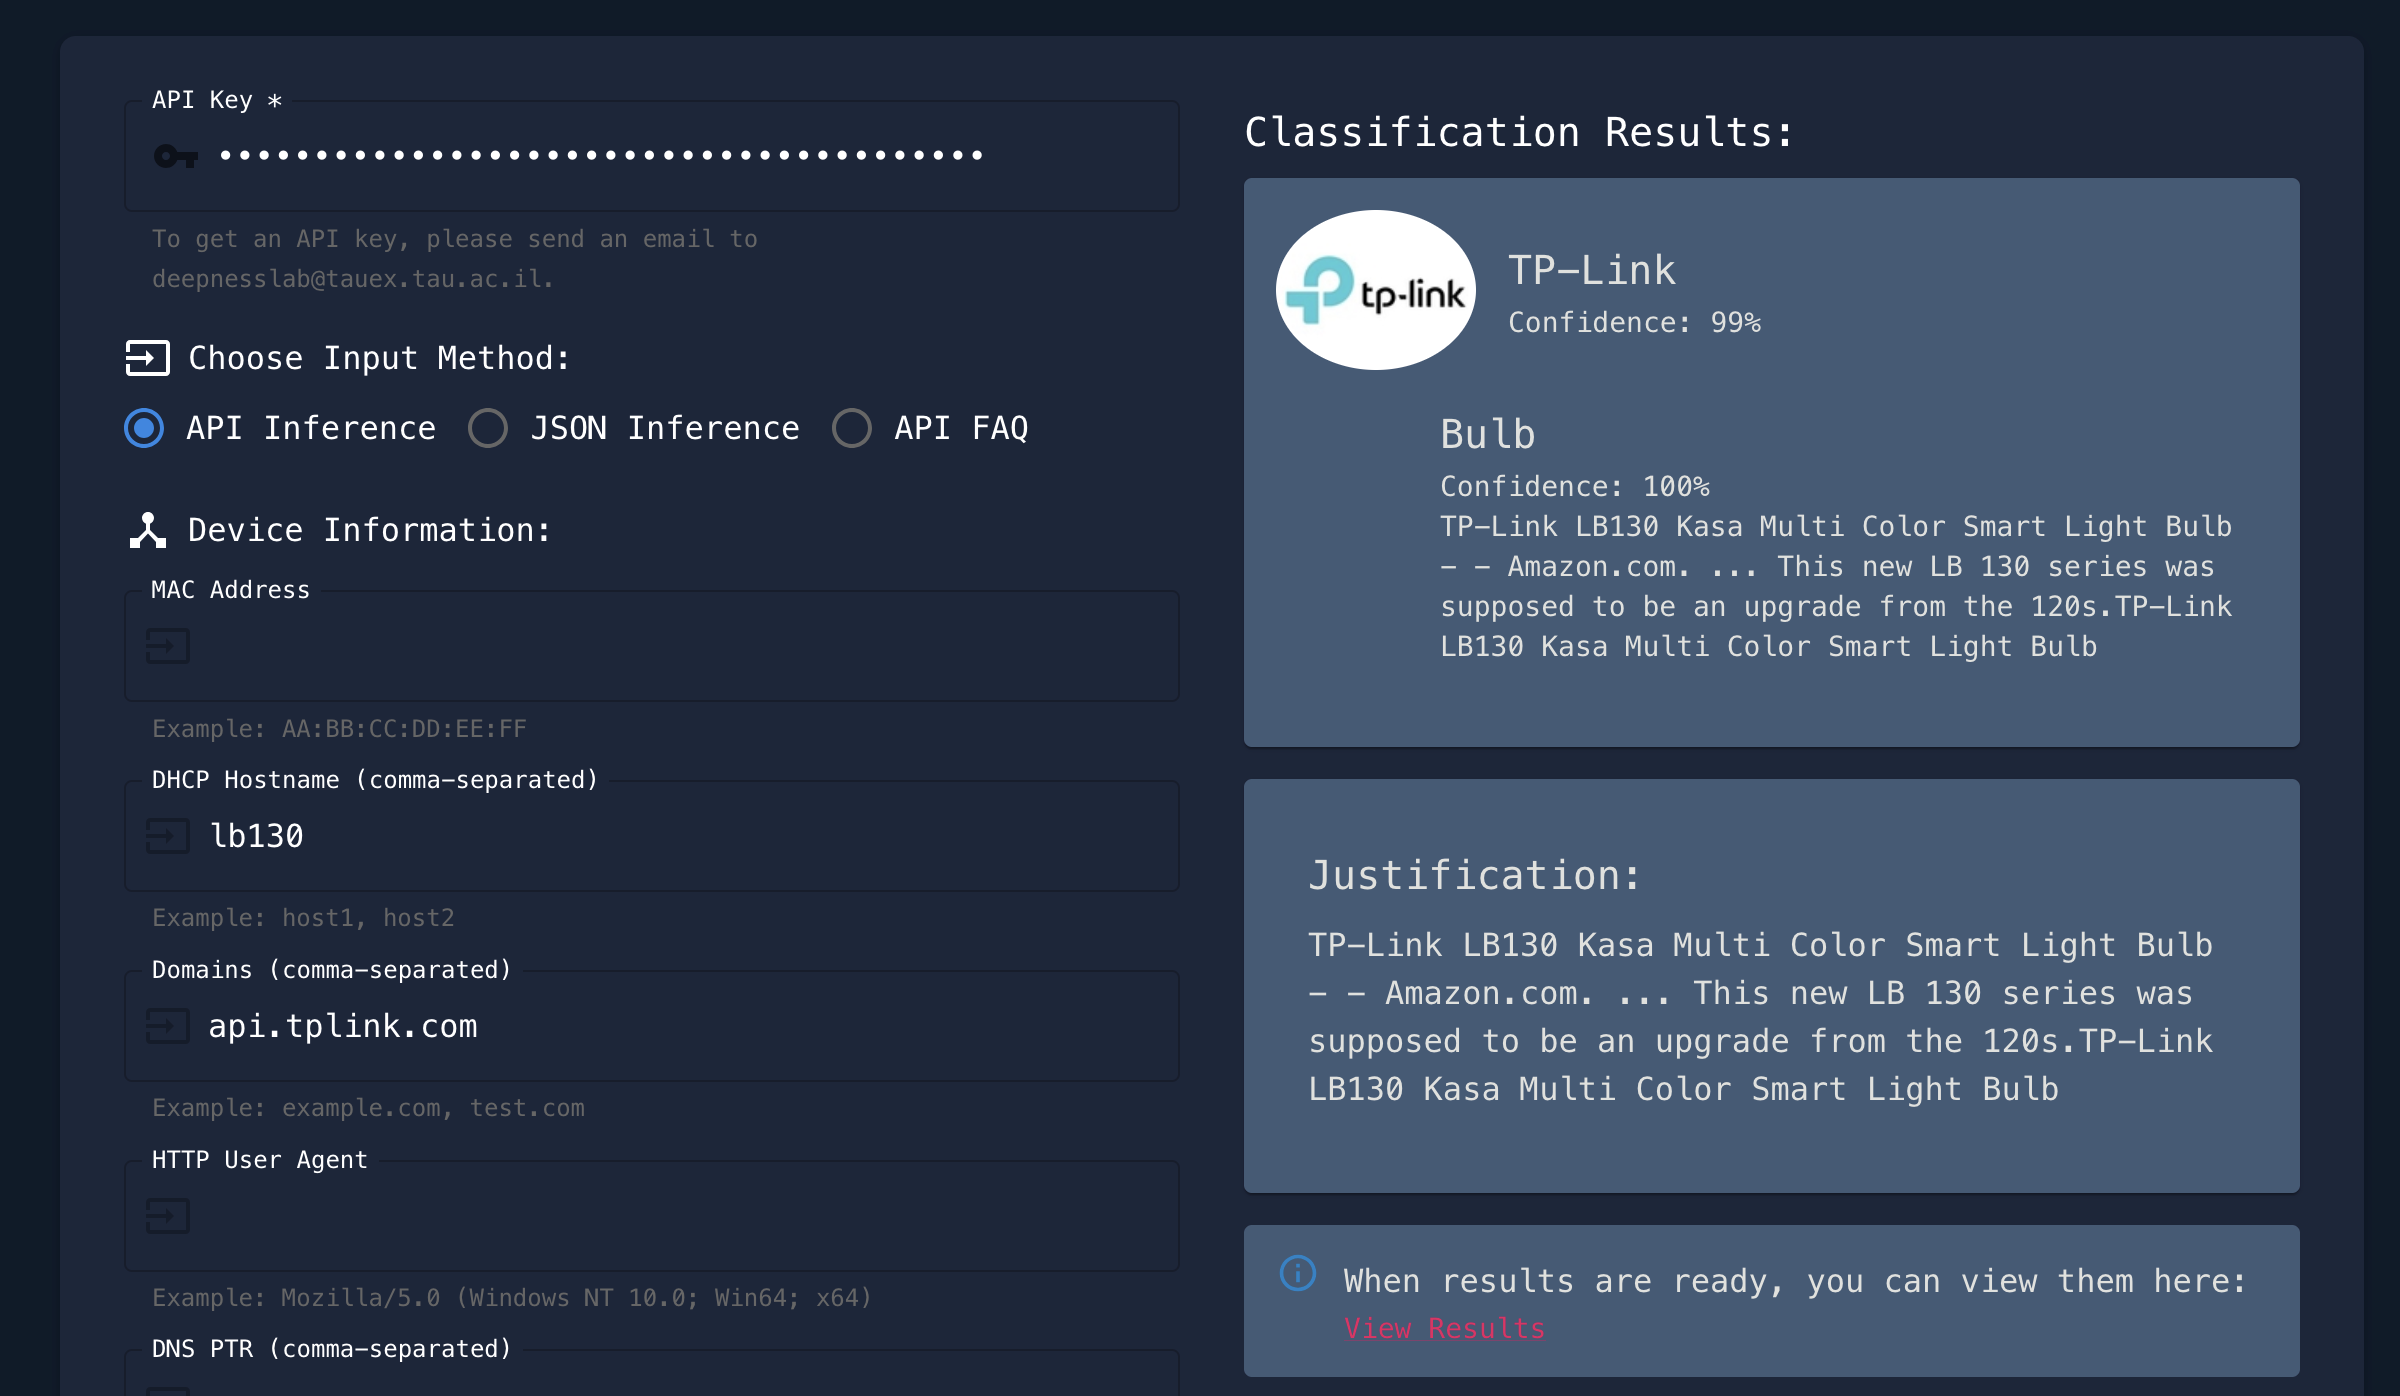 API Key *
••••••••••••••••••••••••••••••••••••••••
To get an API key, please send an email to
deepnesslab@tauex.tau.ac.il.
Choose Input Method:
API Inference JSON Inference API FAQ
Device Information:
MAC Address
Example: AA:BB:CC:DD:EE:FF
DHCP Hostname (comma-separated)
lb130
Example: host1, host2
Domains (comma-separated)
api.tplink.com
Example: example.com, test.com
HTTP User Agent
Example: Mozilla/5.0 (Windows NT 10.0; Win64; x64)
DNS PTR (comma-separated)
Classification Results:
tp-link
TP-Link
Confidence: 99%
Bulb
Confidence: 100%
TP-Link LB130 Kasa Multi Color Smart Light Bulb
- - Amazon.com. ... This new LB 130 series was
supposed to be an upgrade from the 120s.TP-Link
LB130 Kasa Multi Color Smart Light Bulb
Justification:
TP-Link LB130 Kasa Multi Color Smart Light Bulb
- - Amazon.com. ... This new LB 130 series was
supposed to be an upgrade from the 120s.TP-Link
LB130 Kasa Multi Color Smart Light Bulb
When results are ready, you can view them here:
View Results